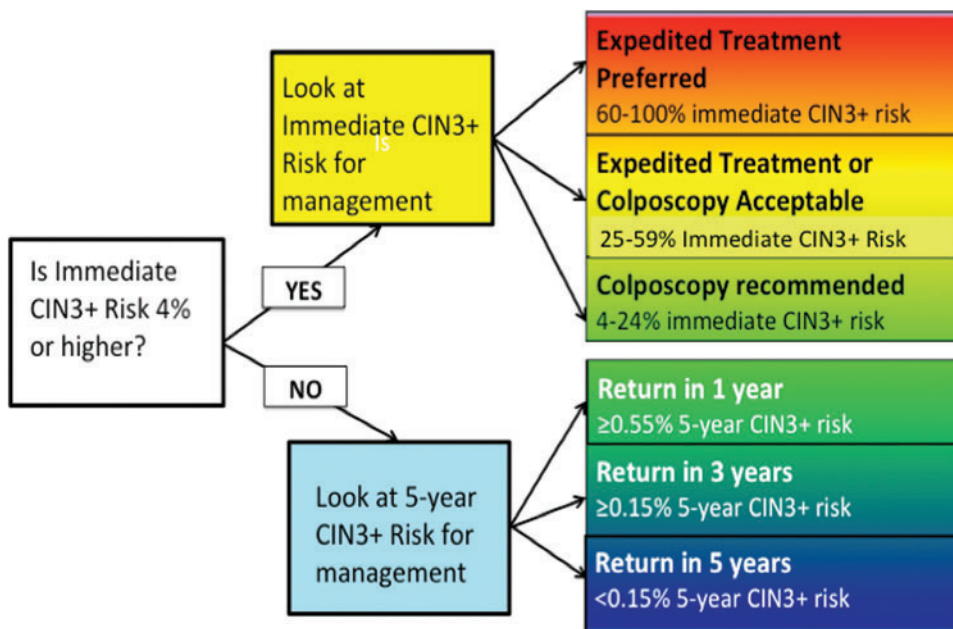 Is Immediate
CIN3+ Risk 4%
or higher?
YES
NO
Look at
Immediate CIN3+
Is
Risk for
management
Look at 5-year
CIN3+ Risk for
management
Expedited Treatment
Preferred
60-100% immediate CIN3+ risk
Expedited Treatment or
Colposcopy Acceptable
25-59% Immediate CIN3+ Risk
Colposcopy recommended
4-24% immediate CIN3+ risk
Return in 1 year
≥0.55% 5-year CIN3+ risk
Return in 3 years
≥0.15% 5-year CIN3+ risk
Return in 5 years
<0.15% 5-year CIN3+ risk